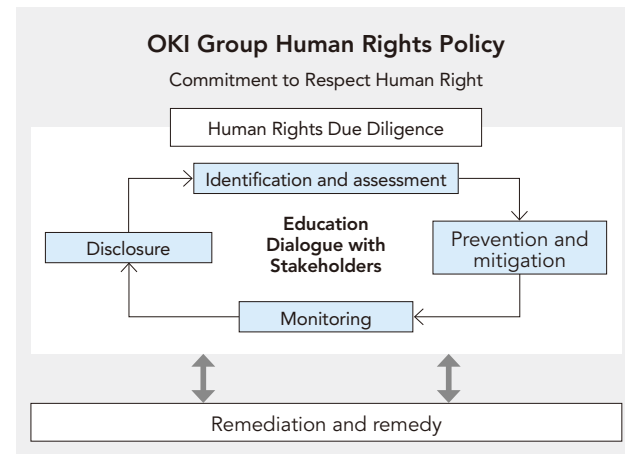 OKI Group Human Rights Policy
Commitment to Respect Human Right
Human Rights Due Diligence
Identification and assessment
Education
Dialogue with
Stakeholders
Disclosure
Prevention and
mitigation
Monitoring
Remediation and remedy